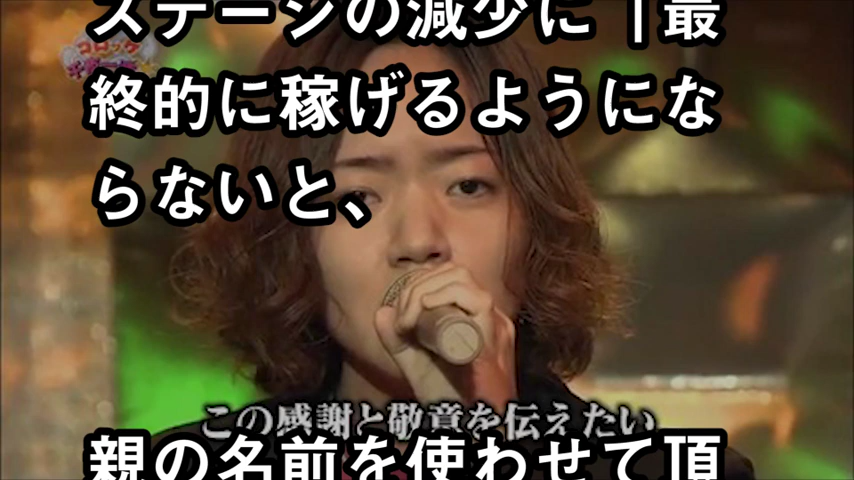 ステージの減少に「最
終的に稼げるようにな
らないと、
この感謝と敬意を伝えたい
親の名前を使わせて頂